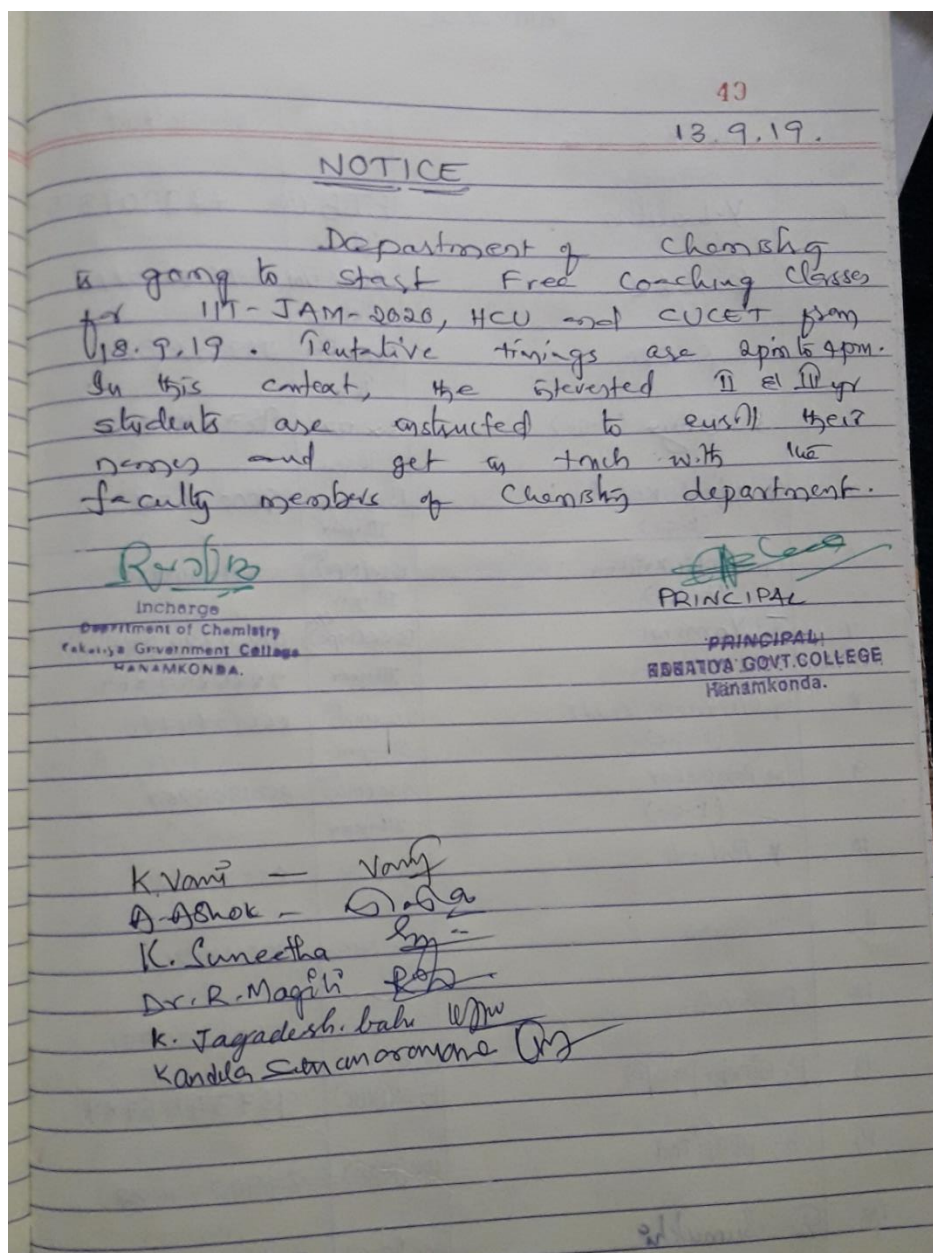 49
13.9.19.
NOTICE
Department of Chemistry
is going to start Free Coaching Classes
for IIT-JAM-2020, HCU and CUCET from
18.9.19. Tentative timings are 2pm to 4pm.
In this context, the interested II & III yr
students are instructed to enroll their
names and get in touch with the
faculty members of Chemistry department.
Incharge
Department of Chemistry
Kakatiya Government College
HANAMKONDA.
PRINCIPAL
PRINCIPAL
GOVT.COLLEGE
Hanamkonda.
K.Vani — Vani
A.Ashok -
K. Suneetha
Dr. R. Magili
K. Jagadesh. babu
Kandula